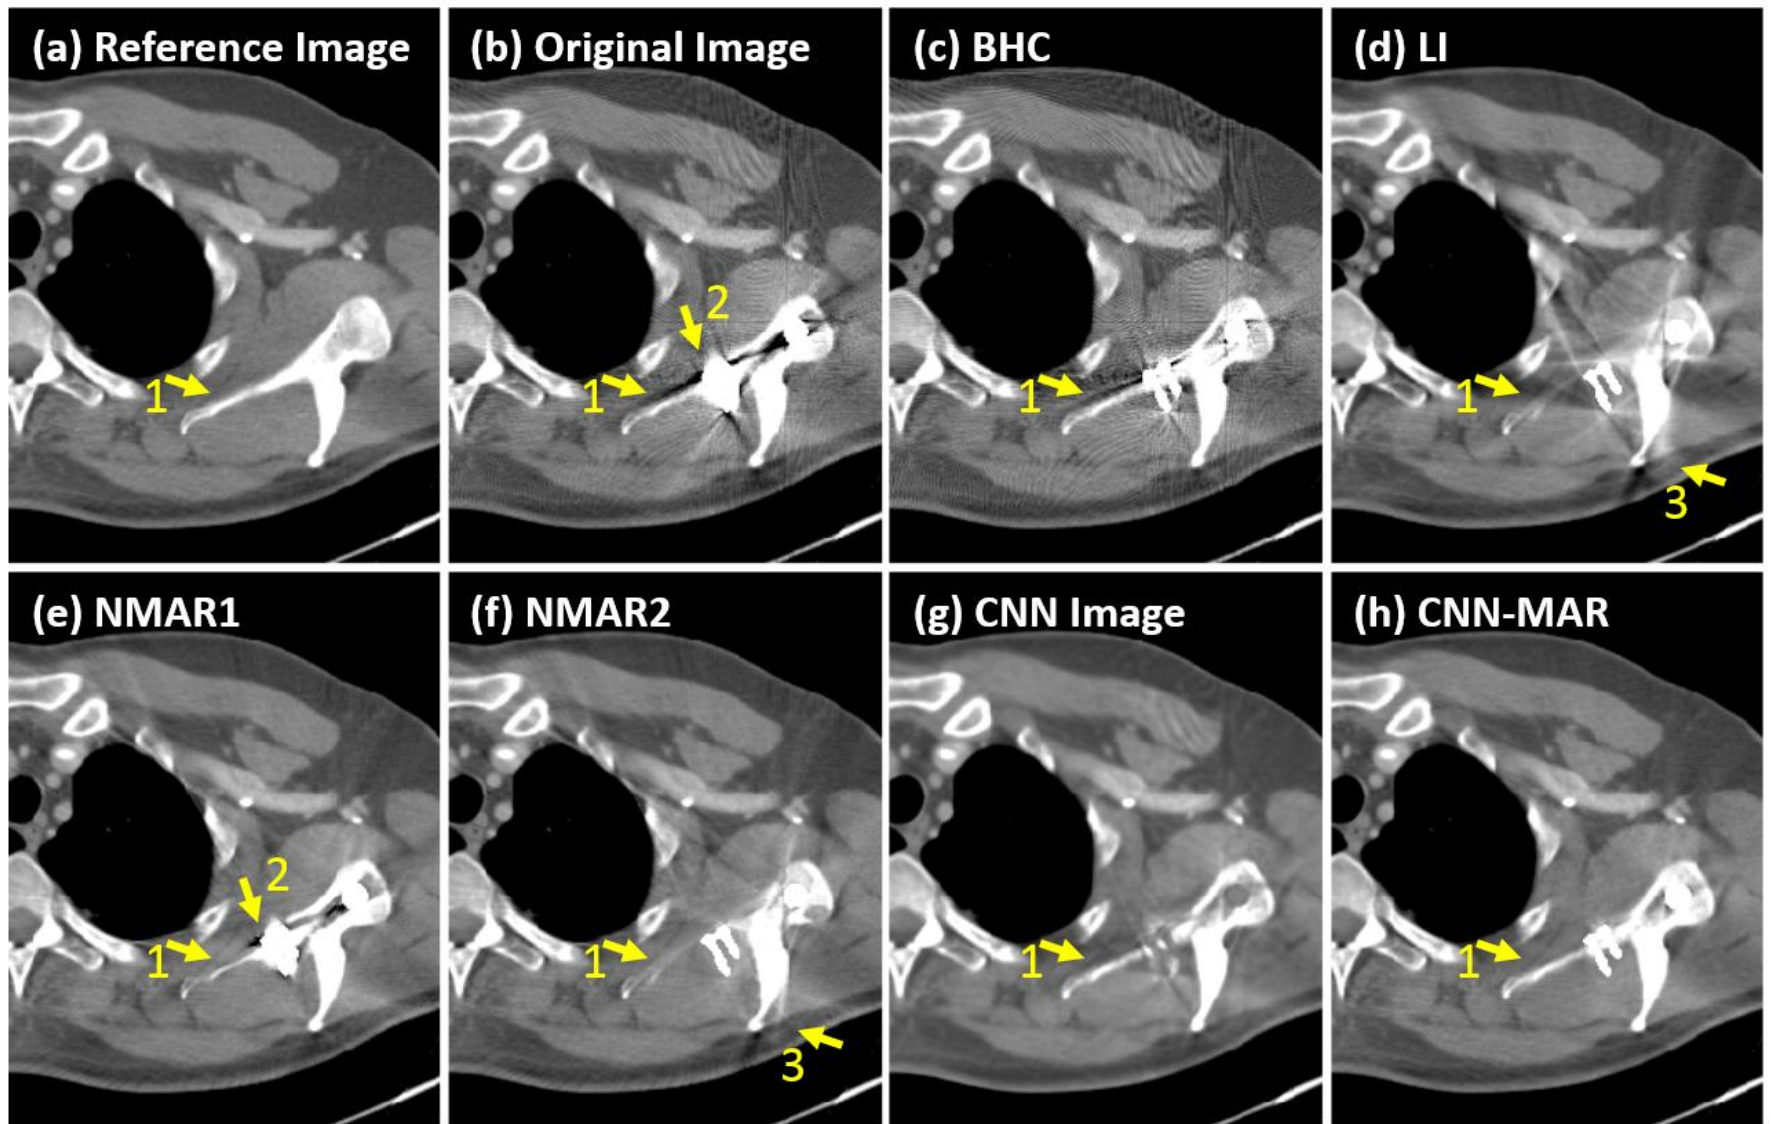 (a) Reference Image
(b) Original Image
(c) BHC
(d) LI
2
1
1
1
1
3
(e) NMAR1
(f) NMAR2
(g) CNN Image
(h) CNN-MAR
2
1
1
1
1
3